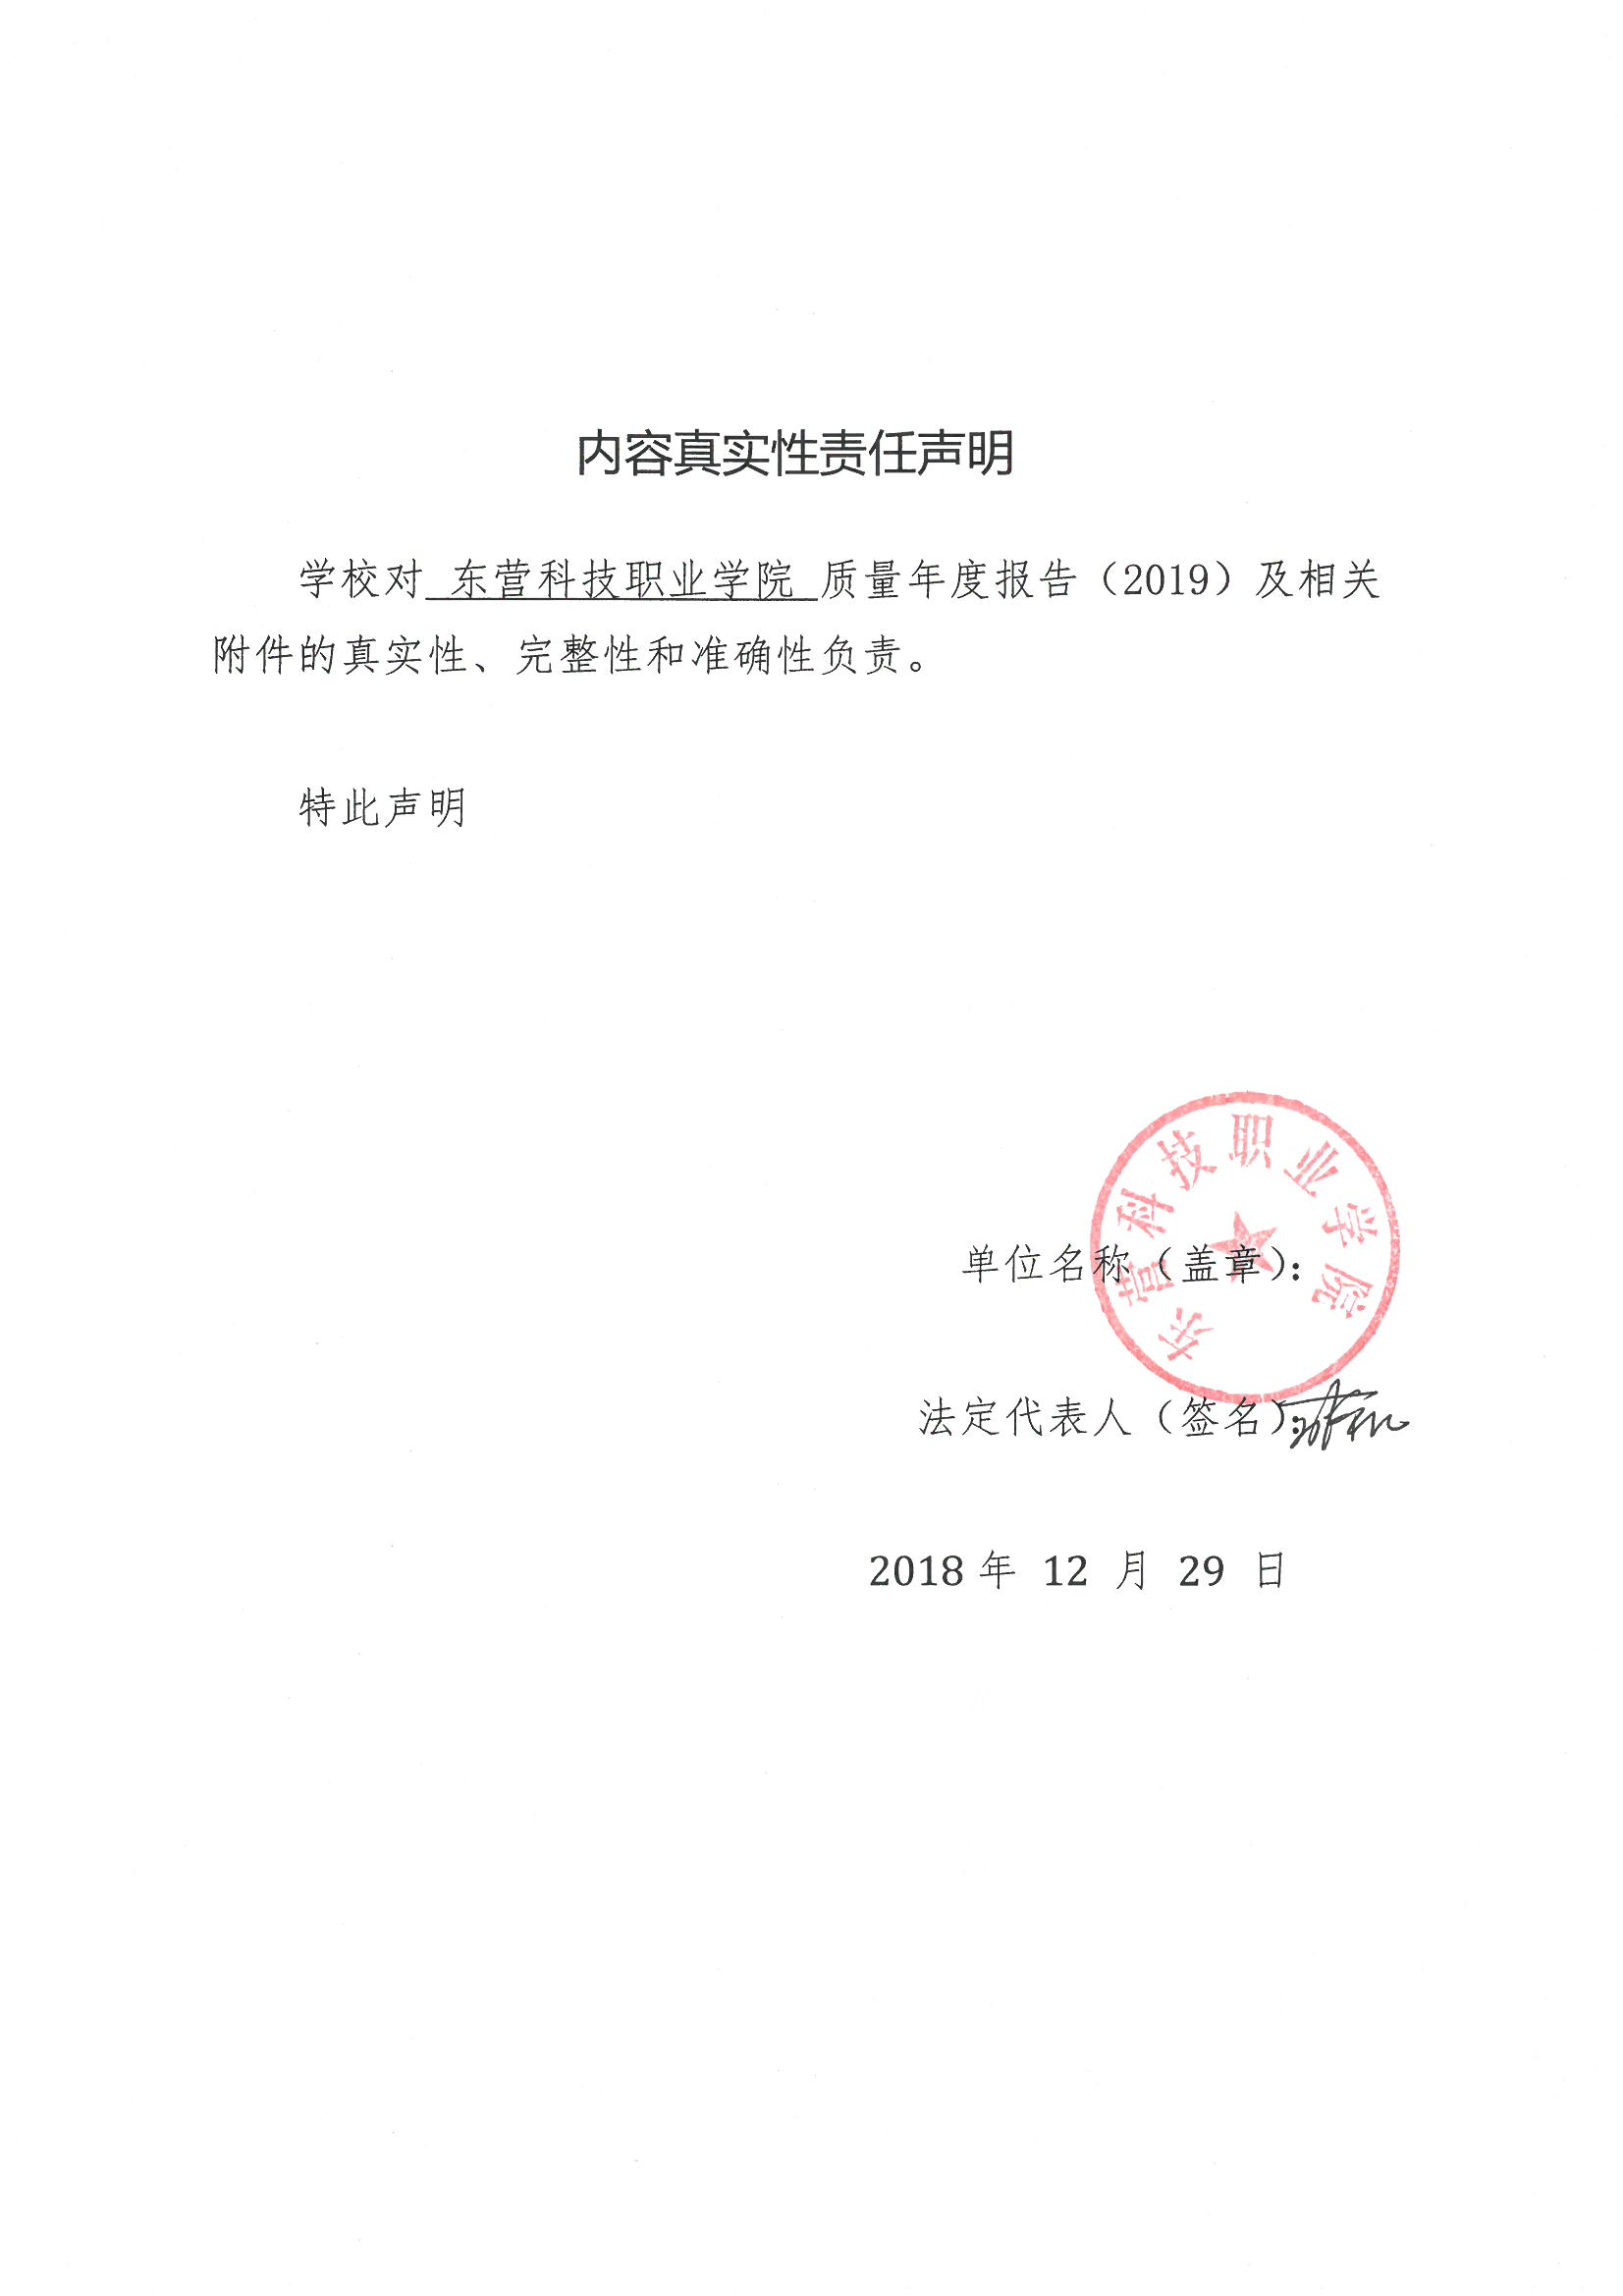 内容真实性责任声明
学校对 东营科技职业学院 质量年度报告（2019）及相关
附件的真实性、完整性和准确性负责。
特此声明
东营科技职业学院
单位名称（盖章）：
法定代表人（签名）：
2018 年 12 月 29 日